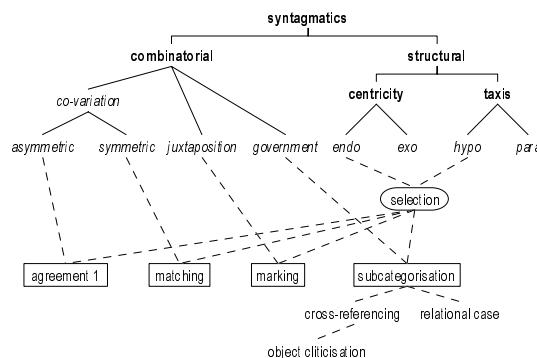 syntagmatics
combinatorial structural
co-variation centricity taxis
asymmetric symmetric juxtaposition government endo exo hypo para
selection
agreement 1 matching marking subcategorisation
cross-referencing relational case
object cliticisation